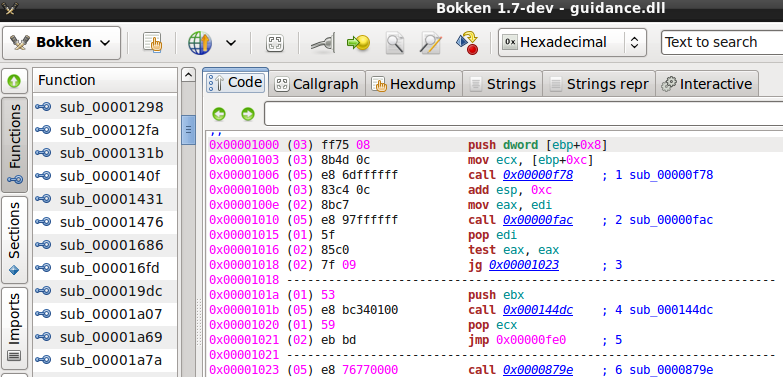 Bokken 1.7-dev - guidance.dll
Bokken
0x Hexadecimal
Text to search
Functions
Sections
Imports
Function
sub_00001298
sub_000012fa
sub_0000131b
sub_0000140f
sub_00001431
sub_00001476
sub_00001686
sub_000016fd
sub_000019dc
sub_00001a07
sub_00001a69
sub_00001a7a
Code Callgraph Hexdump Strings Strings repr Interactive
0x00001000 (03) ff75 08 push dword [ebp+0x8]
0x00001003 (03) 8b4d 0c mov ecx, [ebp+0xc]
0x00001006 (05) e8 6dffffff call 0x00000f78 ; 1 sub_00000f78
0x0000100b (03) 83c4 0c add esp, 0xc
0x0000100e (02) 8bc7 mov eax, edi
0x00001010 (05) e8 97ffffff call 0x00000fac ; 2 sub_00000fac
0x00001015 (01) 5f pop edi
0x00001016 (02) 85c0 test eax, eax
0x00001018 (02) 7f 09 jg 0x00001023 ; 3
0x00001018 ----------------------------------------------------------------------
0x0000101a (01) 53 push ebx
0x0000101b (05) e8 bc340100 call 0x000144dc ; 4 sub_000144dc
0x00001020 (01) 59 pop ecx
0x00001021 (02) eb bd jmp 0x00000fe0 ; 5
0x00001021 ----------------------------------------------------------------------
0x00001023 (05) e8 76770000 call 0x0000879e ; 6 sub_0000879e